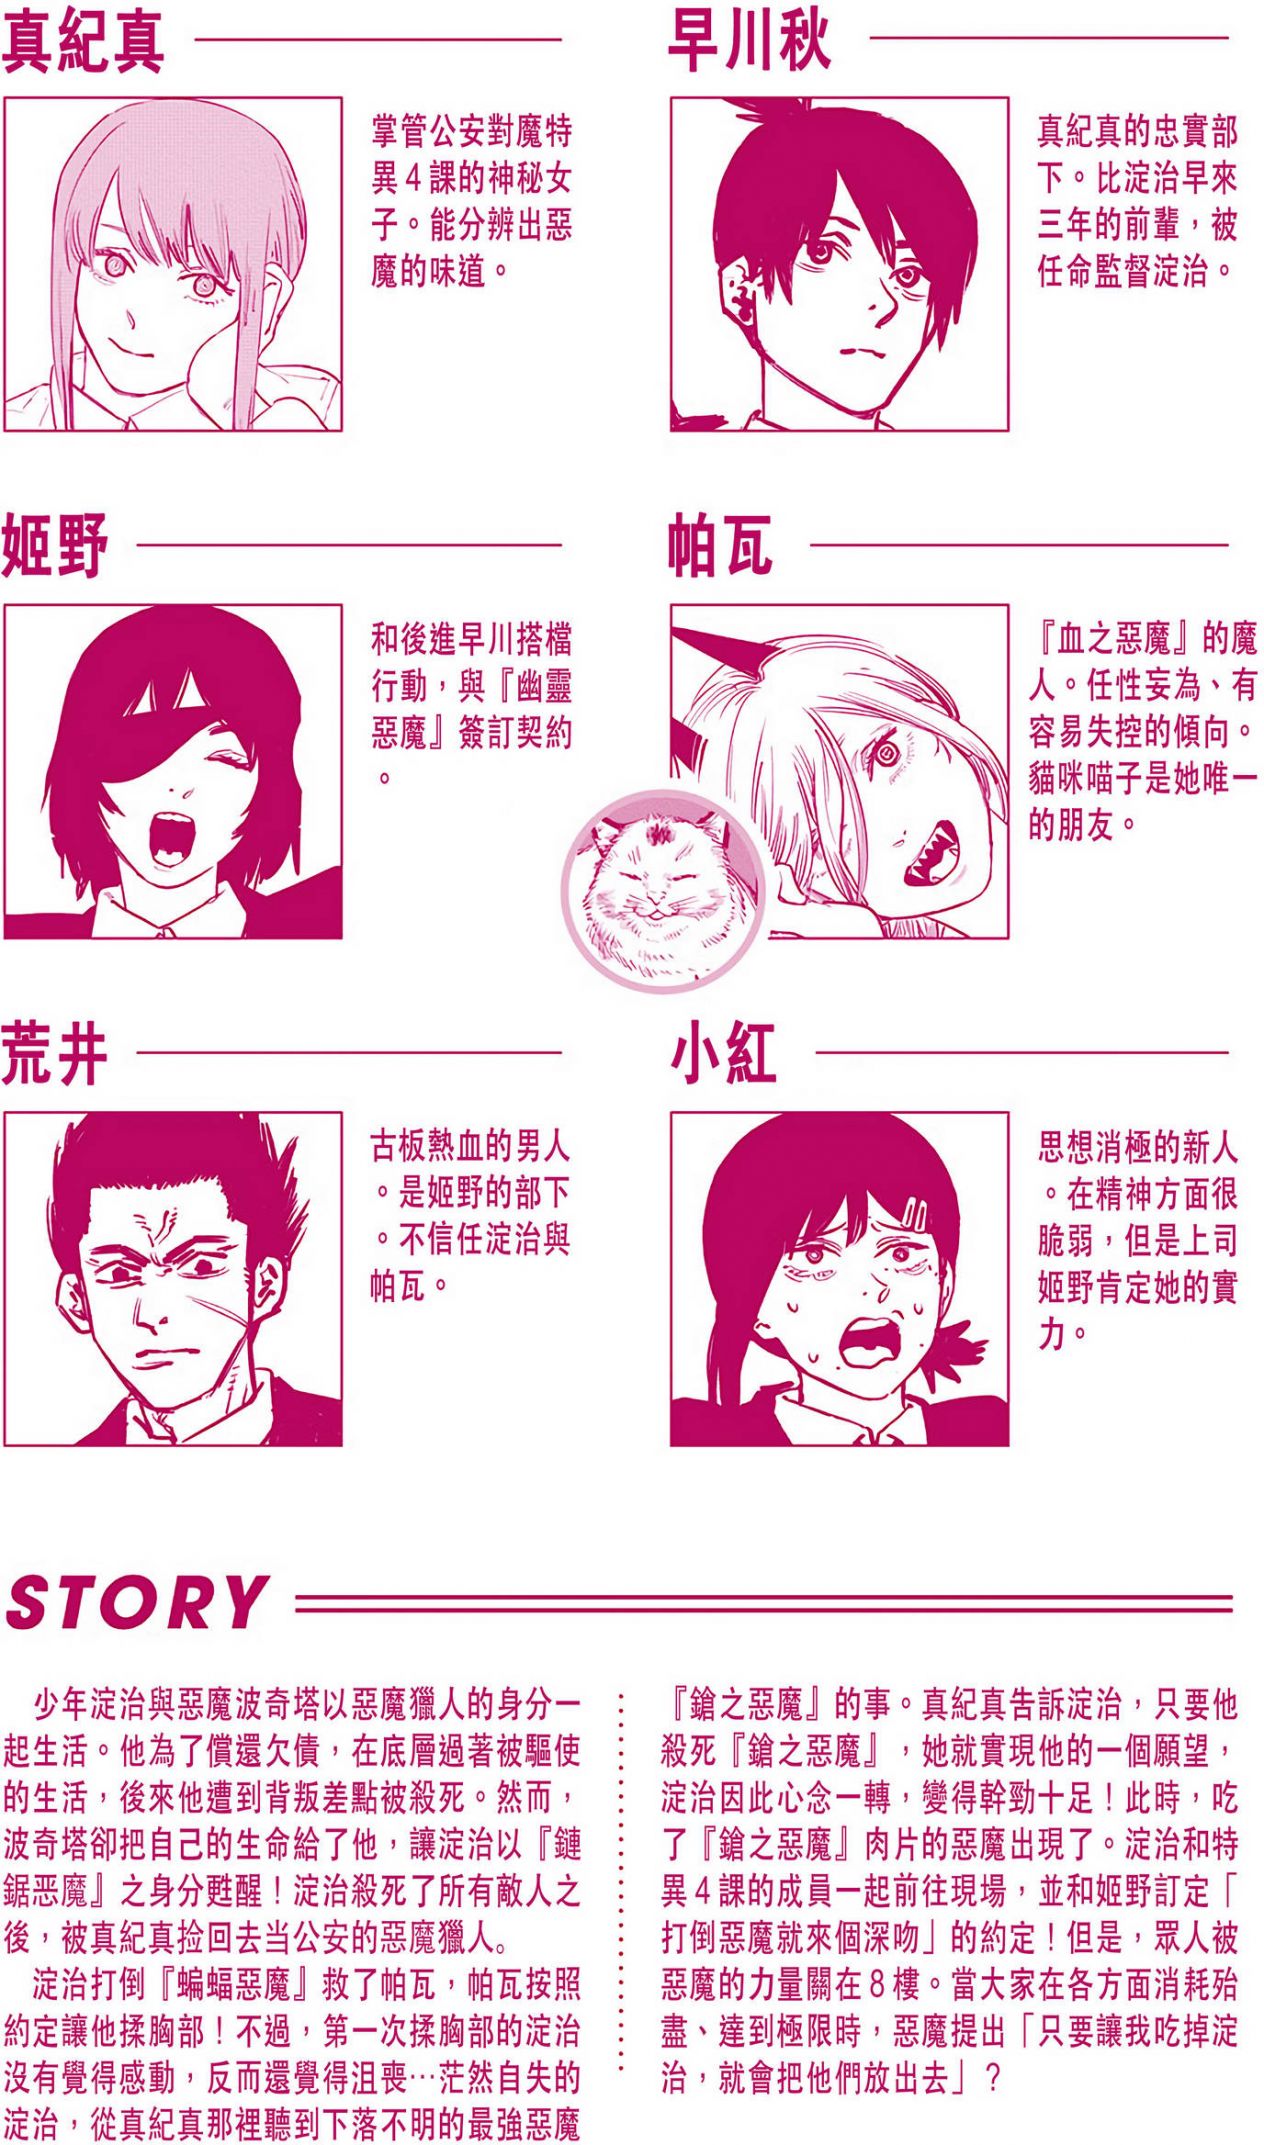 真紀真
掌管公安對魔特
異4課的神秘女
子。能分辨出惡
魔的味道。
早川秋
真紀真的忠實部
下。比淀治早來
三年的前輩，被
任命監督淀治。
姬野
和後進早川搭檔
行動，與『幽靈
惡魔』簽訂契約
。
帕瓦
『血之惡魔』的魔
人。任性妄為、有
容易失控的傾向。
貓咪喵子是她唯一
的朋友。
荒井
古板熱血的男人
。是姬野的部下
。不信任淀治與
帕瓦。
小紅
思想消極的新人
。在精神方面很
脆弱，但是上司
姬野肯定她的實
力。
STORY
少年淀治與惡魔波奇塔以惡魔獵人的身分一
起生活。他為了償還欠債，在底層過著被驅使
的生活，後來他遭到背叛差點被殺死。然而，
波奇塔卻把自己的生命給了他，讓淀治以『鏈
鋸恶魔』之身分甦醒！淀治殺死了所有敵人之
後，被真紀真捡回去当公安的惡魔獵人。
淀治打倒『蝙蝠惡魔』救了帕瓦，帕瓦按照
約定讓他揉胸部！不過，第一次揉胸部的淀治
沒有覺得感動，反而還覺得沮喪…茫然自失的
淀治，從真紀真那裡聽到下落不明的最強惡魔
『鎗之惡魔』的事。真紀真告訴淀治，只要他
殺死『鎗之惡魔』，她就實現他的一個願望，
淀治因此心念一轉，變得幹勁十足！此時，吃
了『鎗之惡魔』肉片的惡魔出現了。淀治和特
異4課的成員一起前往現場，並和姬野訂定「
打倒惡魔就來個深吻」的約定！但是，眾人被
惡魔的力量關在8樓。當大家在各方面消耗殆
盡、達到極限時，惡魔提出「只要讓我吃掉淀
治，就會把他們放出去」？